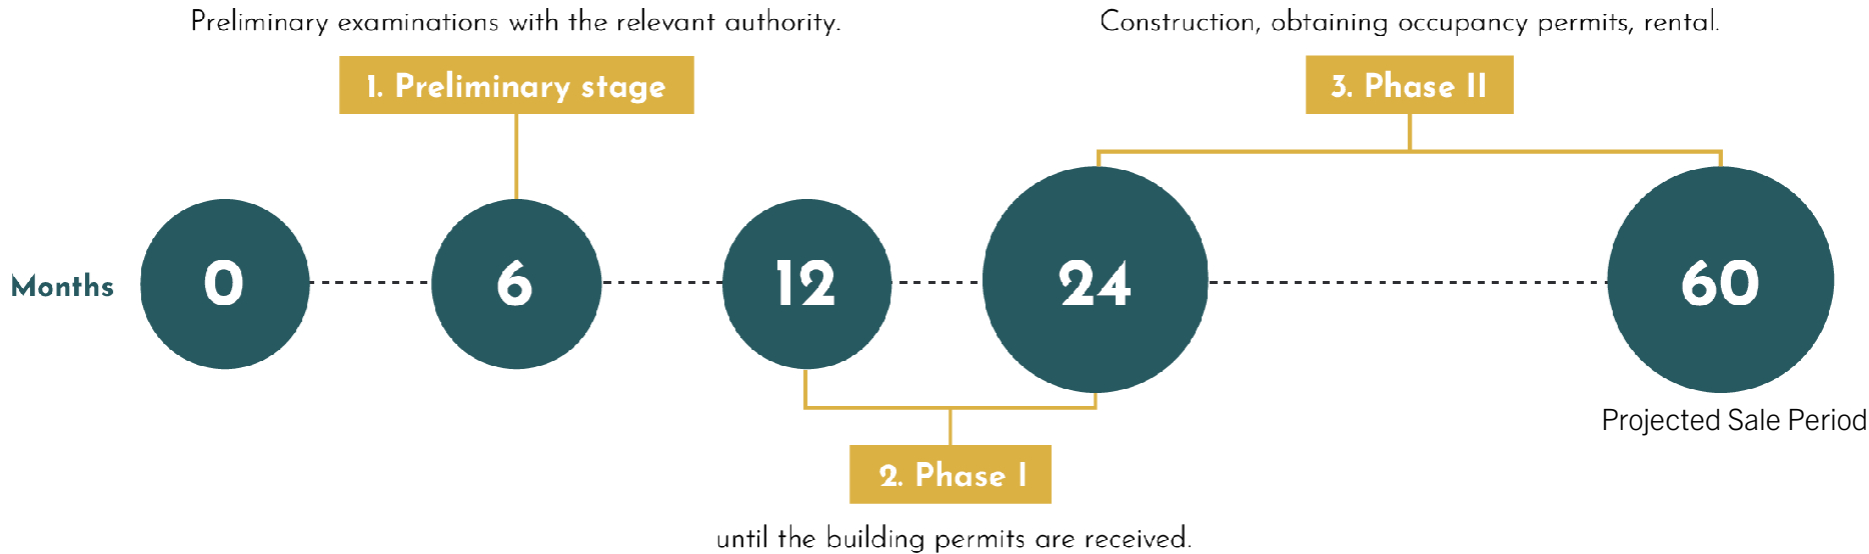 Preliminary examinations with the relevant authority.
Construction, obtaining occupancy permits, rental.
1. Preliminary stage
3. Phase II
Months
0
6
12
24
60
Projected Sale Period
2. Phase I
until the building permits are received.